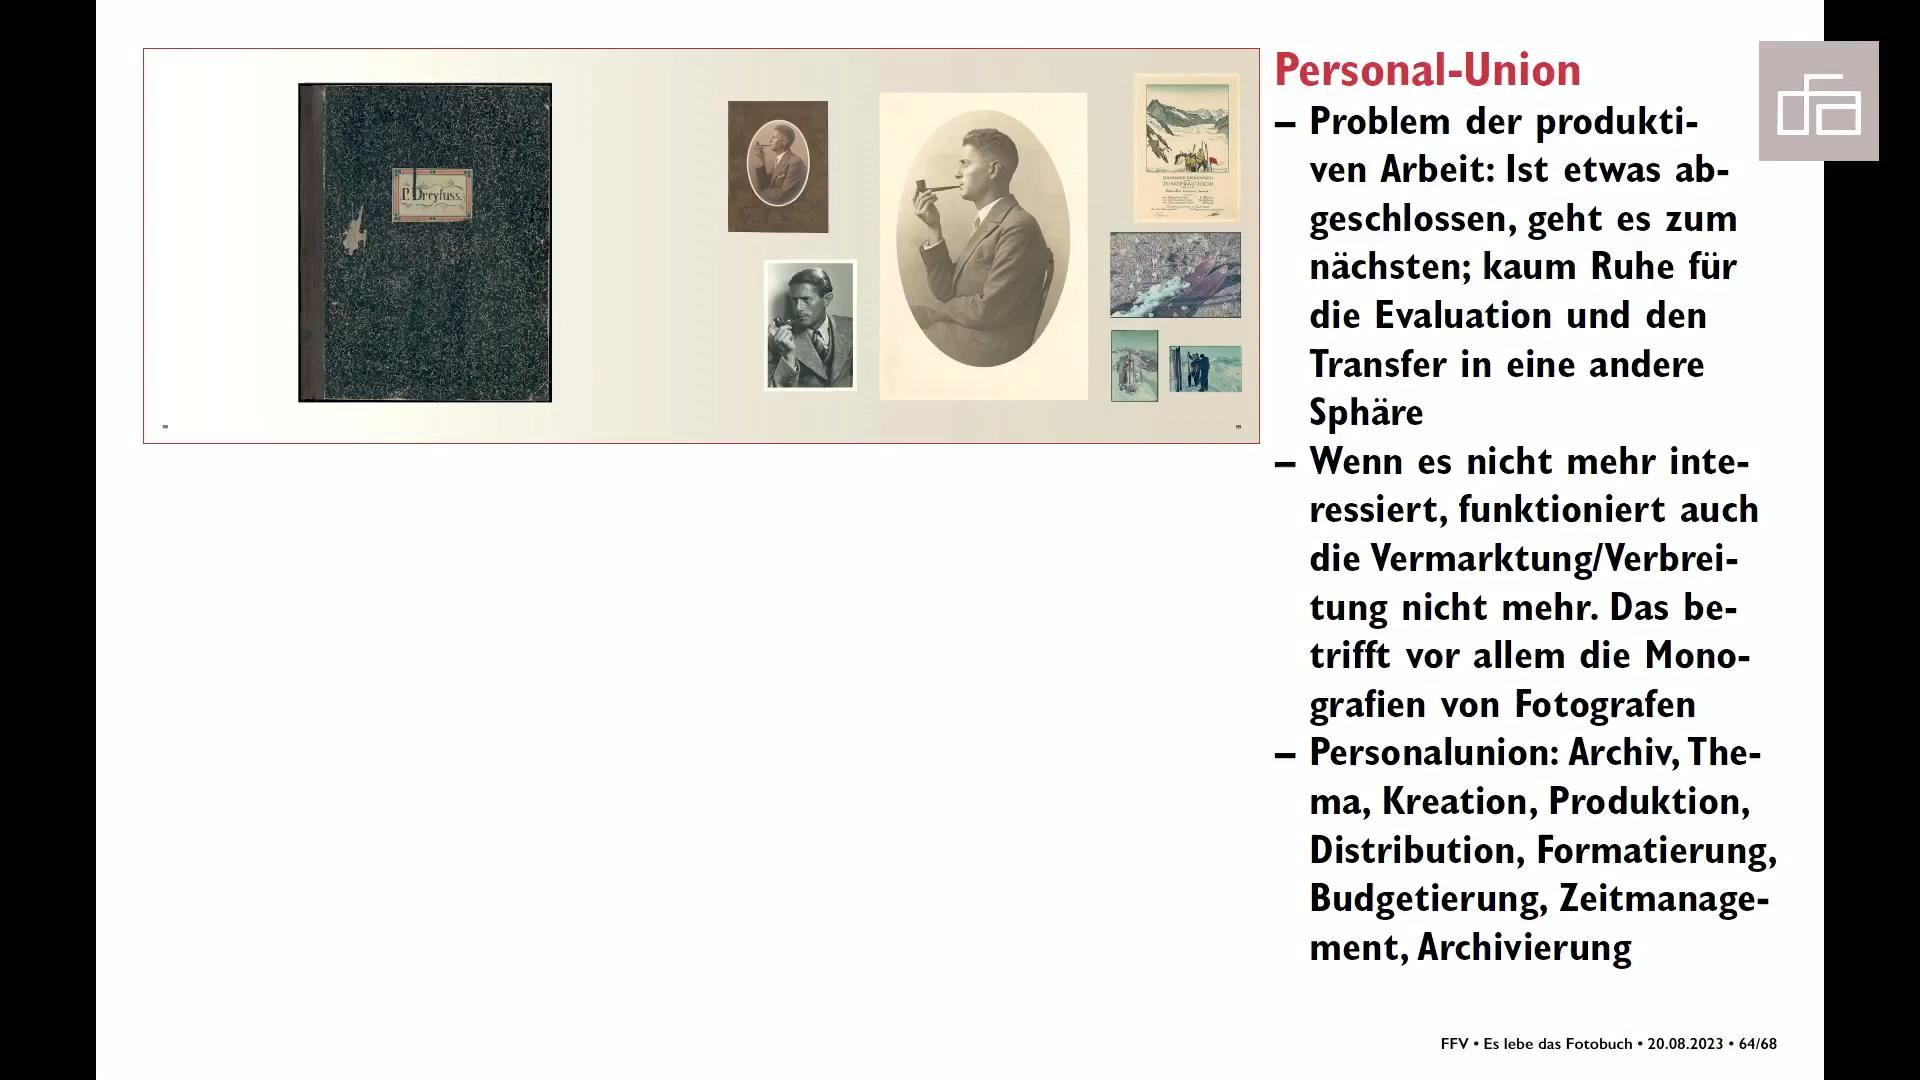 P. Dreyfuss.
JUNGFRAUJOCH
Personal-Union
– Problem der produkti-
ven Arbeit: Ist etwas ab-
geschlossen, geht es zum
nächsten; kaum Ruhe für
die Evaluation und den
Transfer in eine andere
Sphäre
– Wenn es nicht mehr inte-
ressiert, funktioniert auch
die Vermarktung/Verbrei-
tung nicht mehr. Das be-
trifft vor allem die Mono-
grafien von Fotografen
– Personalunion: Archiv, The-
ma, Kreation, Produktion,
Distribution, Formatierung,
Budgetierung, Zeitmanage-
ment, Archivierung
dfa
FFV • Es lebe das Fotobuch • 20.08.2023 • 64/68